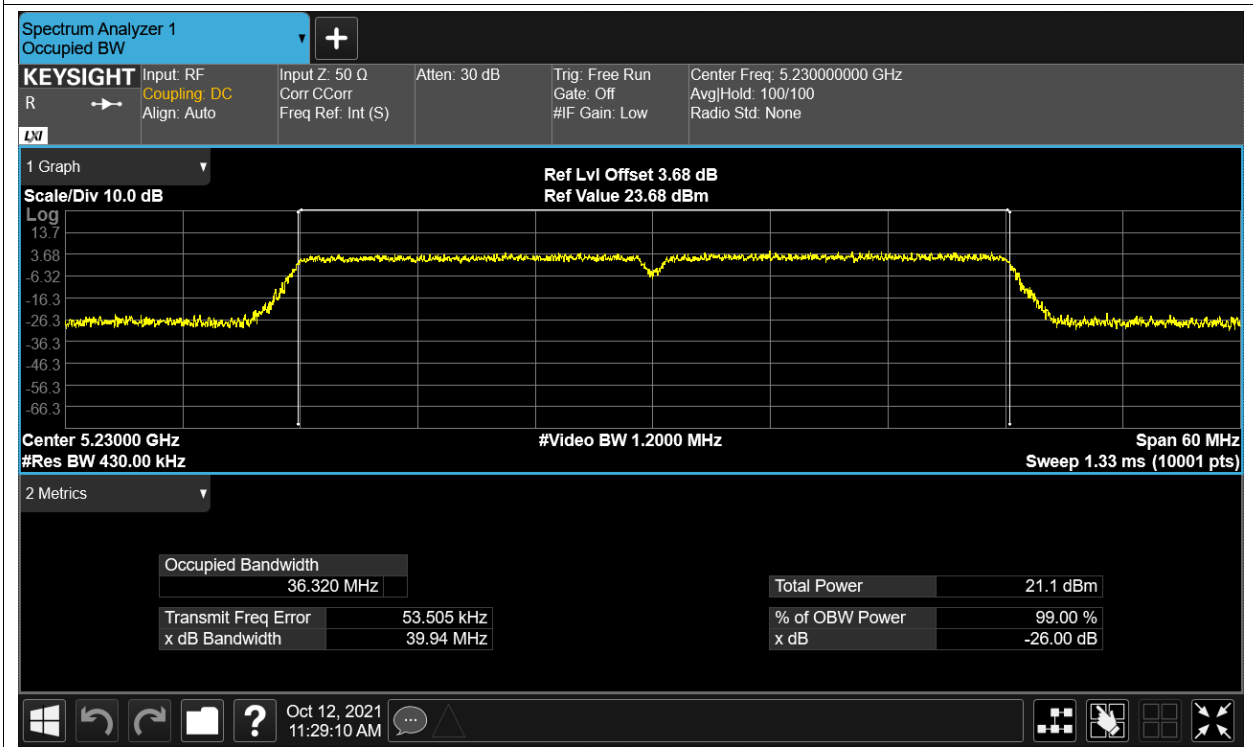 Spectrum Analyzer 1
Occupied BW
KEYSIGHT Input: RF Input Z: 50 Ω Atten: 30 dB Trig: Free Run Center Freq: 5.230000000 GHz
R Coupling: DC Corr CCorr Gate: Off Avg|Hold: 100/100
Align: Auto Freq Ref: Int (S) #IF Gain: Low Radio Std: None
LXI
1 Graph
Ref Lvl Offset 3.68 dB
Scale/Div 10.0 dB Ref Value 23.68 dBm
Log
13.7
3.68
-6.32
-16.3
-26.3
-36.3
-46.3
-56.3
-66.3
Center 5.23000 GHz #Video BW 1.2000 MHz Span 60 MHz
#Res BW 430.00 kHz Sweep 1.33 ms (10001 pts)
2 Metrics
Occupied Bandwidth
36.320 MHz Total Power 21.1 dBm
Transmit Freq Error 53.505 kHz % of OBW Power 99.00 %
x dB Bandwidth 39.94 MHz x dB -26.00 dB
? Oct 12, 2021
11:29:10 AM